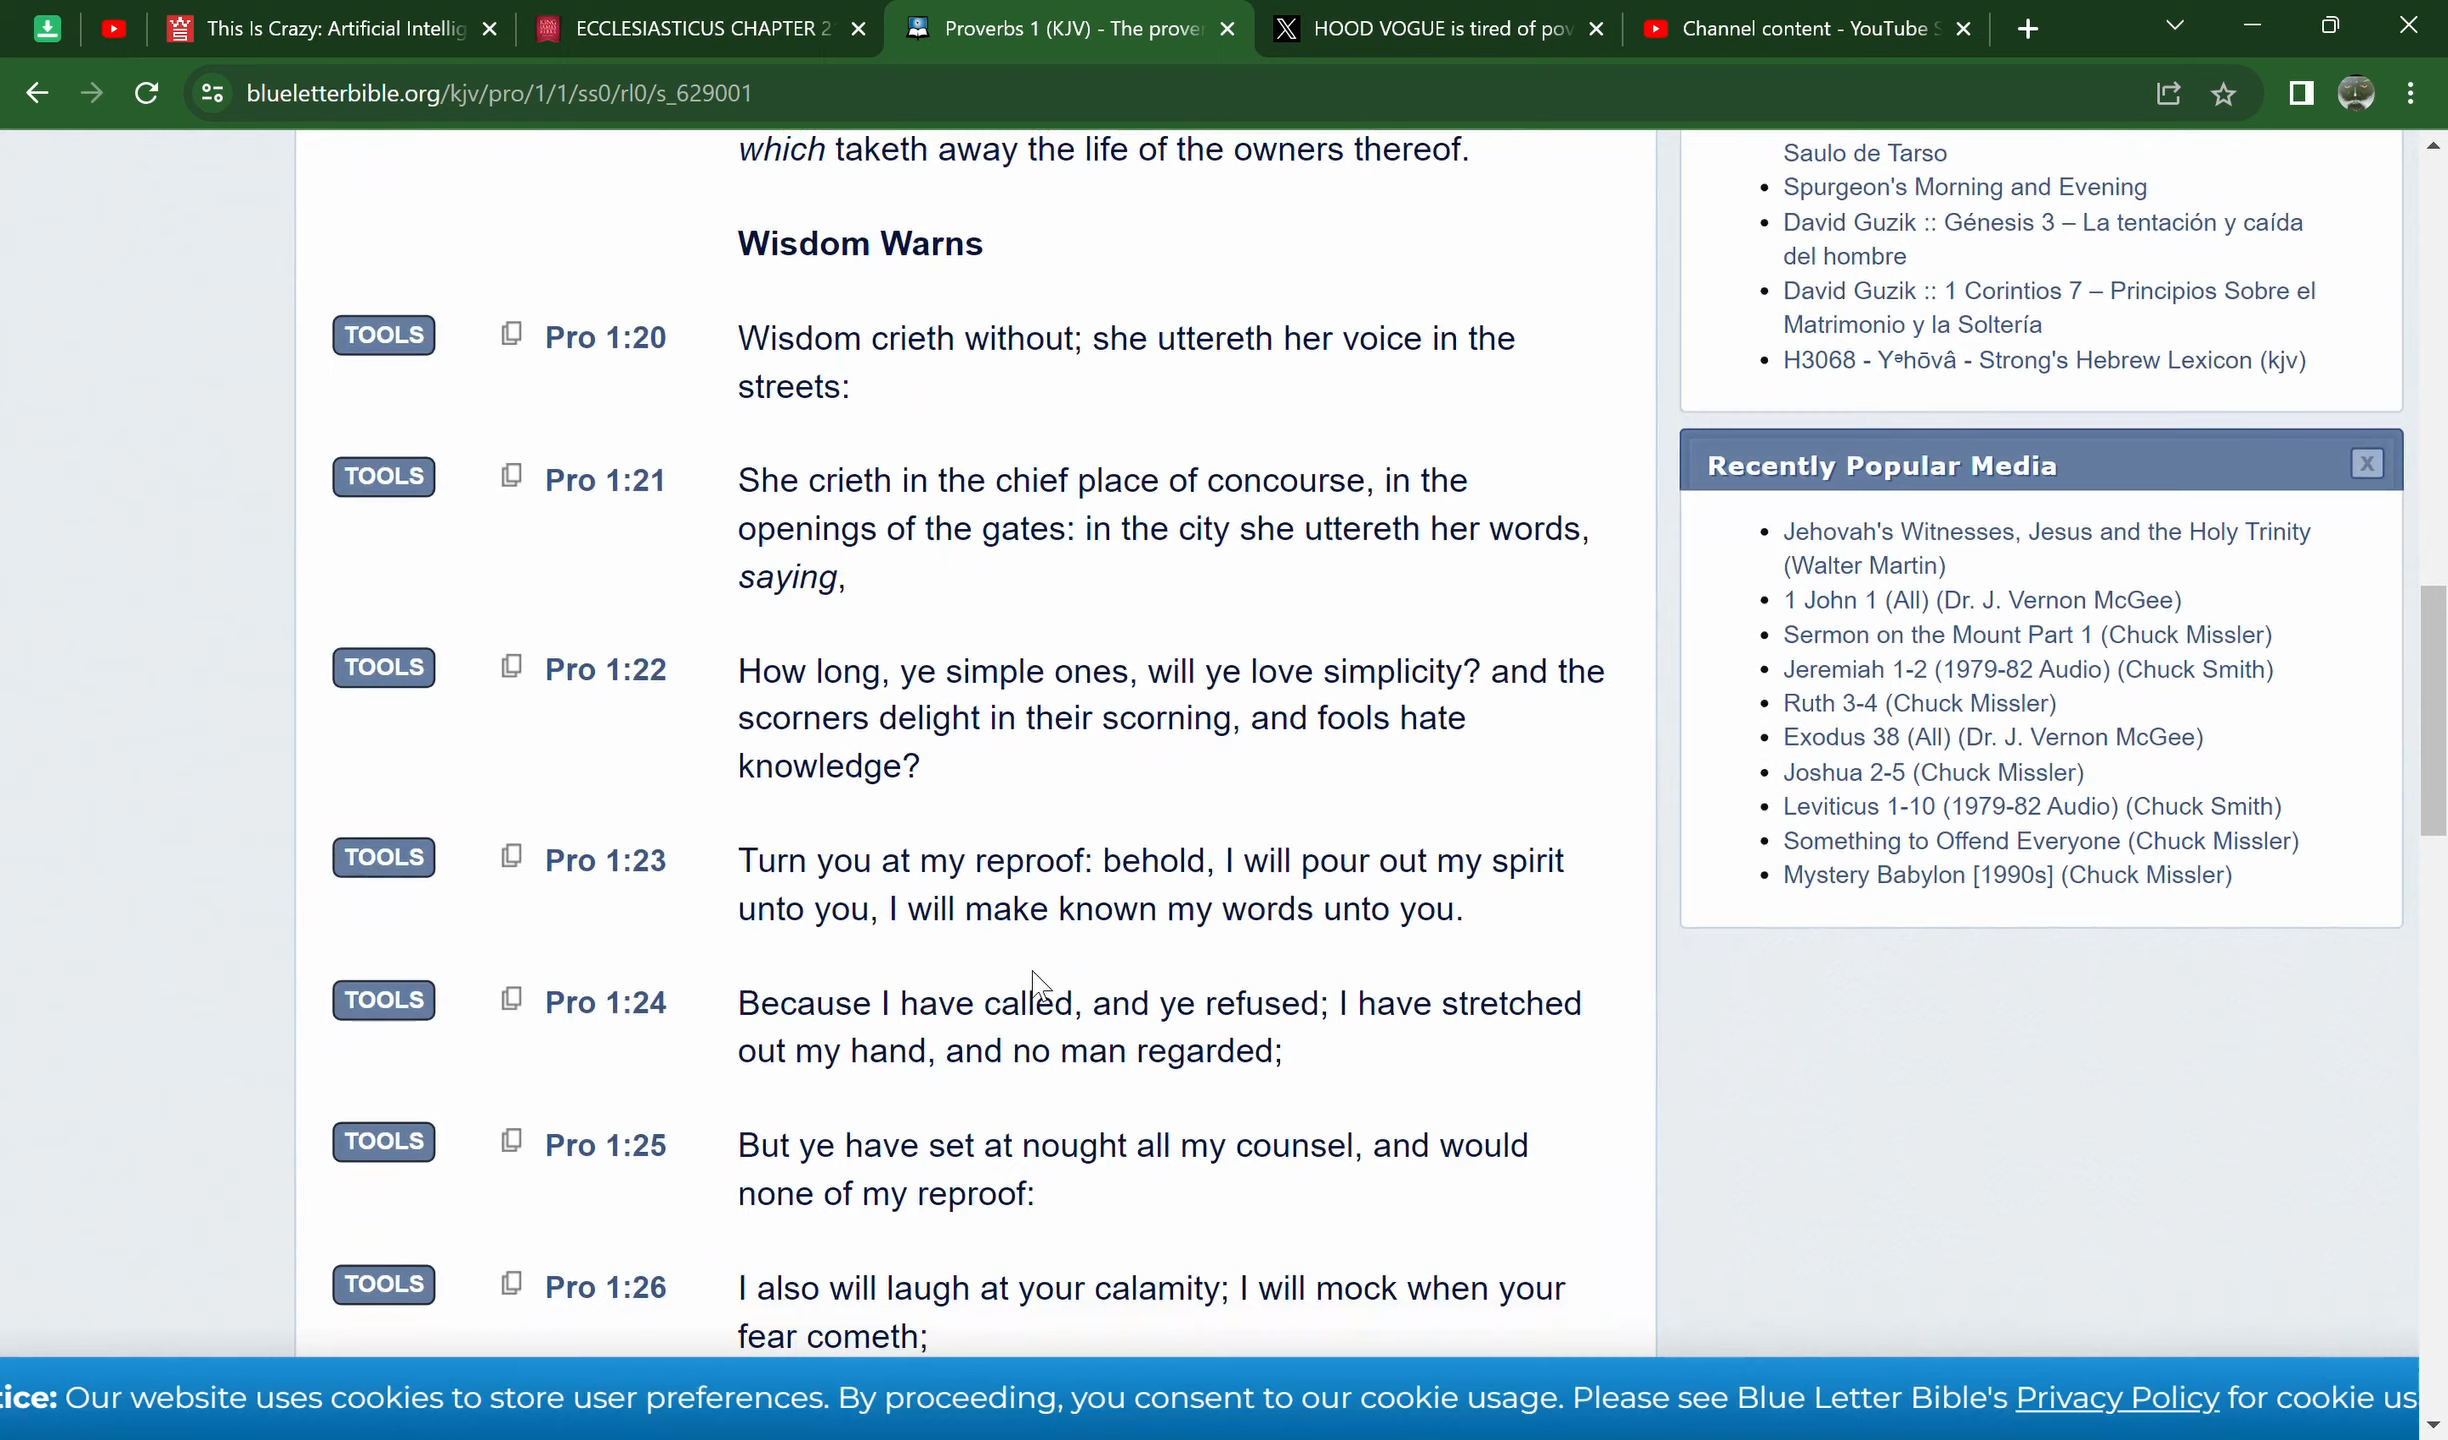 This Is Crazy: Artificial Intellig
ECCLESIASTICUS CHAPTER 2
Proverbs 1 (KJV) - The prover
HOOD VOGUE is tired of pov
Channel content - YouTube S
blueletterbible.org/kjv/pro/1/1/ss0/rl0/s_629001
which taketh away the life of the owners thereof.
Wisdom Warns
TOOLS Pro 1:20 Wisdom crieth without; she uttereth her voice in the
streets:
TOOLS Pro 1:21 She crieth in the chief place of concourse, in the
openings of the gates: in the city she uttereth her words,
saying,
TOOLS Pro 1:22 How long, ye simple ones, will ye love simplicity? and the
scorners delight in their scorning, and fools hate
knowledge?
TOOLS Pro 1:23 Turn you at my reproof: behold, I will pour out my spirit
unto you, I will make known my words unto you.
TOOLS Pro 1:24 Because I have called, and ye refused; I have stretched
out my hand, and no man regarded;
TOOLS Pro 1:25 But ye have set at nought all my counsel, and would
none of my reproof:
TOOLS Pro 1:26 I also will laugh at your calamity; I will mock when your
fear cometh;
Saulo de Tarso
• Spurgeon's Morning and Evening
• David Guzik :: Génesis 3 – La tentación y caída
del hombre
• David Guzik :: 1 Corintios 7 – Principios Sobre el
Matrimonio y la Soltería
• H3068 - Yᵊhōvâ - Strong's Hebrew Lexicon (kjv)
Recently Popular Media X
• Jehovah's Witnesses, Jesus and the Holy Trinity
(Walter Martin)
• 1 John 1 (All) (Dr. J. Vernon McGee)
• Sermon on the Mount Part 1 (Chuck Missler)
• Jeremiah 1-2 (1979-82 Audio) (Chuck Smith)
• Ruth 3-4 (Chuck Missler)
• Exodus 38 (All) (Dr. J. Vernon McGee)
• Joshua 2-5 (Chuck Missler)
• Leviticus 1-10 (1979-82 Audio) (Chuck Smith)
• Something to Offend Everyone (Chuck Missler)
• Mystery Babylon [1990s] (Chuck Missler)
tice: Our website uses cookies to store user preferences. By proceeding, you consent to our cookie usage. Please see Blue Letter Bible's Privacy Policy for cookie us